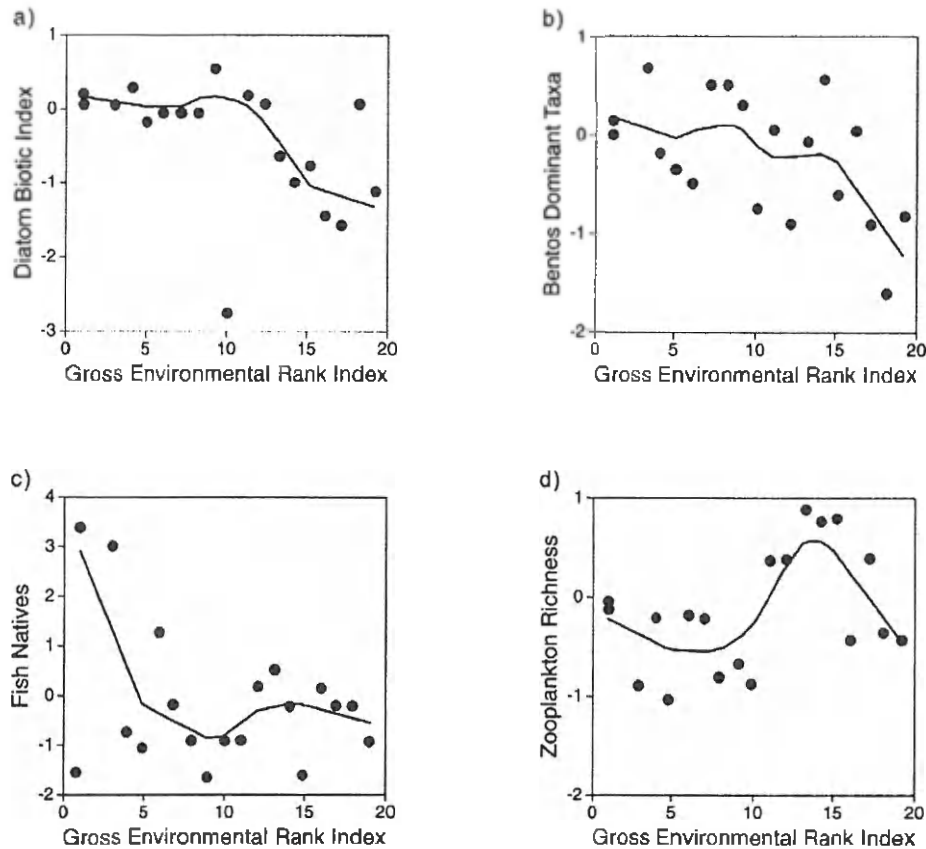 a)
1
0
-1
-2
-3
Diatom Biotic Index
0 5 10 15 20
Gross Environmental Rank Index
b)
1
0
-1
-2
Bentos Dominant Taxa
0 5 10 15 20
Gross Environmental Rank Index
c)
4
3
2
1
0
-1
-2
Fish Natives
0 5 10 15 20
Gross Environmental Rank Index
d)
1
0
-1
-2
Zooplankton Richness
0 5 10 15 20
Gross Environmental Rank Index